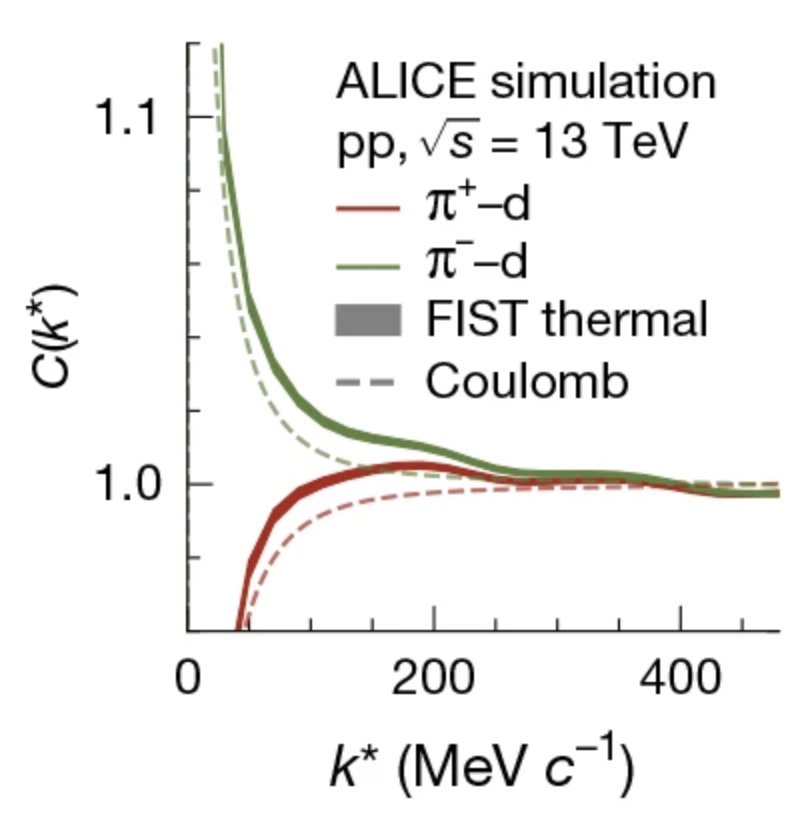 ALICE simulation
pp, √s = 13 TeV
π⁺–d
π⁻–d
FIST thermal
Coulomb
C(k*)
1.1
1.0
0 200 400
k* (MeV c⁻¹)